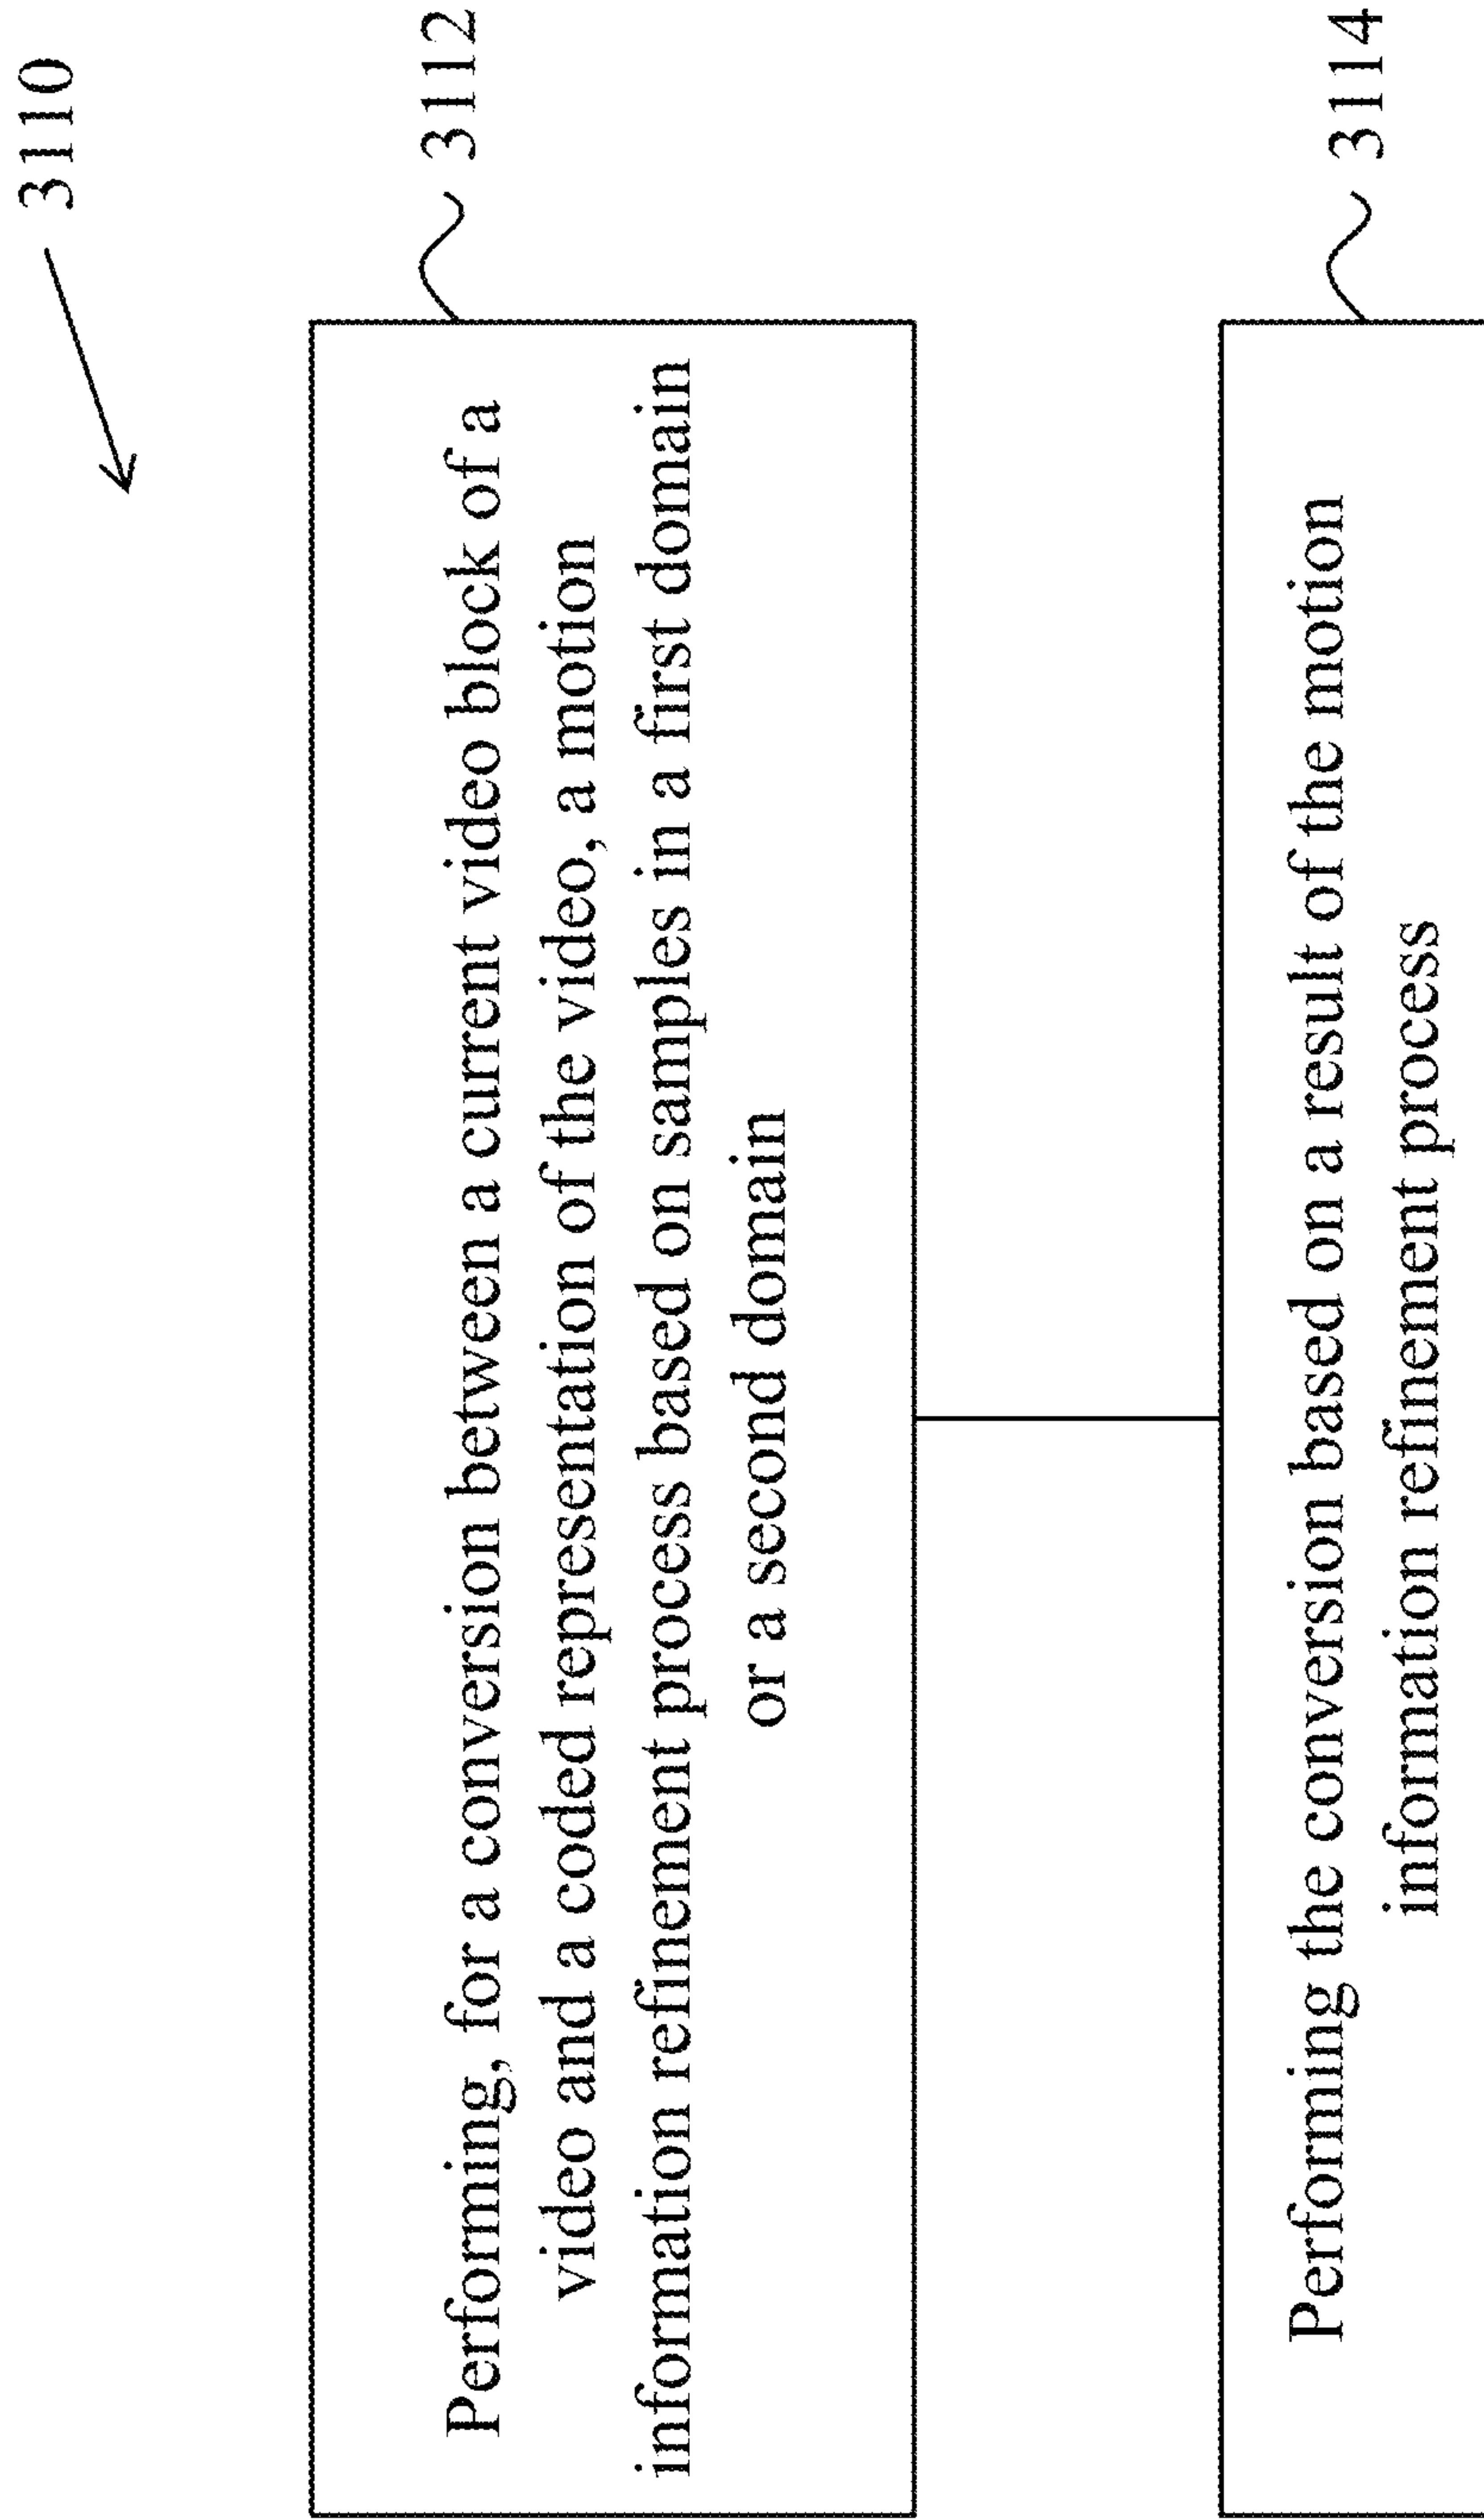 3110
Performing, for a conversion between a current video block of a
video and a coded representation of the video, a motion
information refinement process based on samples in a first domain
or a second domain
3112
Performing the conversion based on a result of the motion
information refinement process
3114